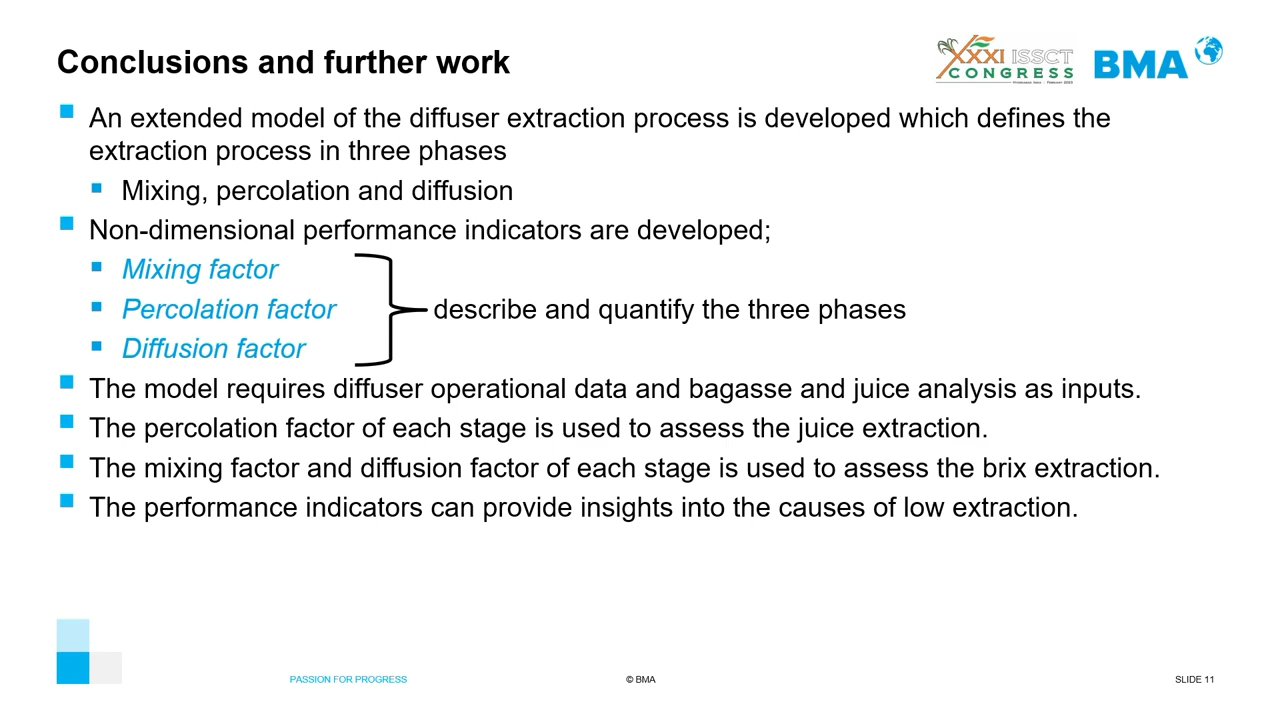 Conclusions and further work
XXXI ISSCT
CONGRESS
BMA
An extended model of the diffuser extraction process is developed which defines the
extraction process in three phases
Mixing, percolation and diffusion
Non-dimensional performance indicators are developed;
Mixing factor
Percolation factor
describe and quantify the three phases
Diffusion factor
The model requires diffuser operational data and bagasse and juice analysis as inputs.
The percolation factor of each stage is used to assess the juice extraction.
The mixing factor and diffusion factor of each stage is used to assess the brix extraction.
The performance indicators can provide insights into the causes of low extraction.
PASSION FOR PROGRESS
© BMA
SLIDE 11